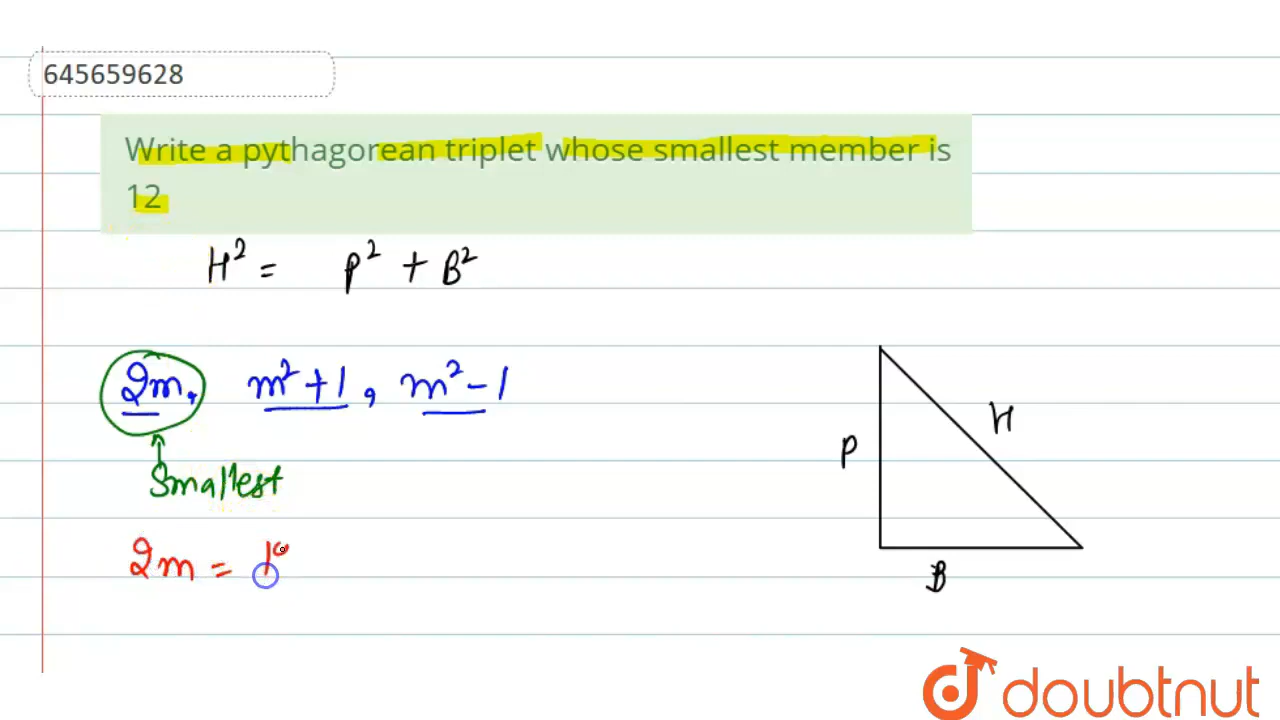 645659628
Write a pythagorean triplet whose smallest member is
12
H² = P² + B²
2m, m²+1, m²-1
Smallest
2m = 1
P
H
B
doubtnut